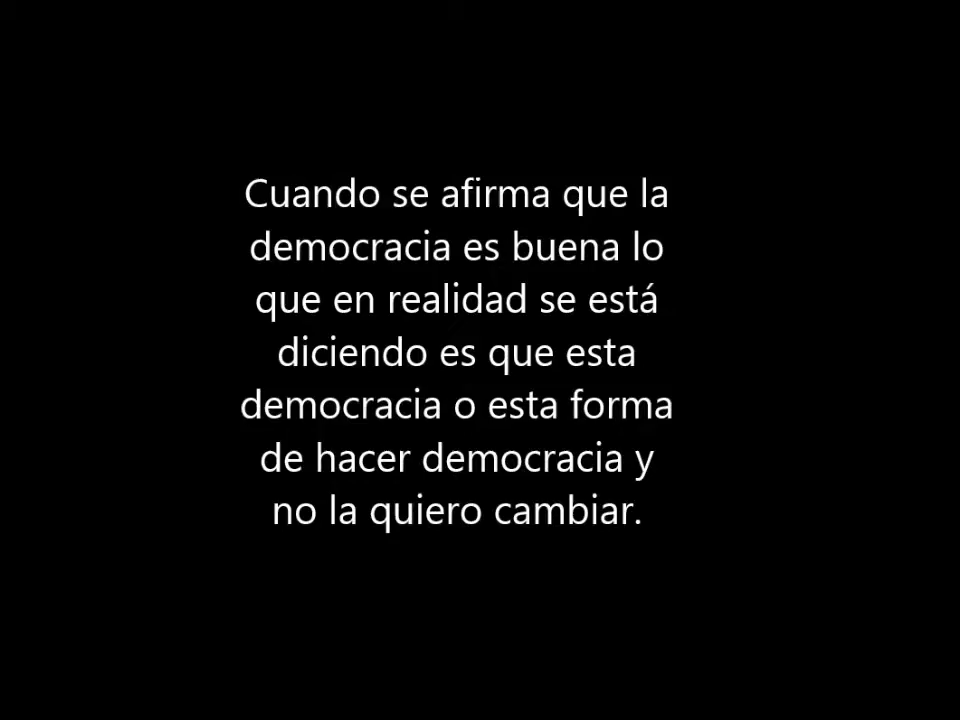 Cuando se afirma que la
democracia es buena lo
que en realidad se está
diciendo es que esta
democracia o esta forma
de hacer democracia y
no la quiero cambiar.